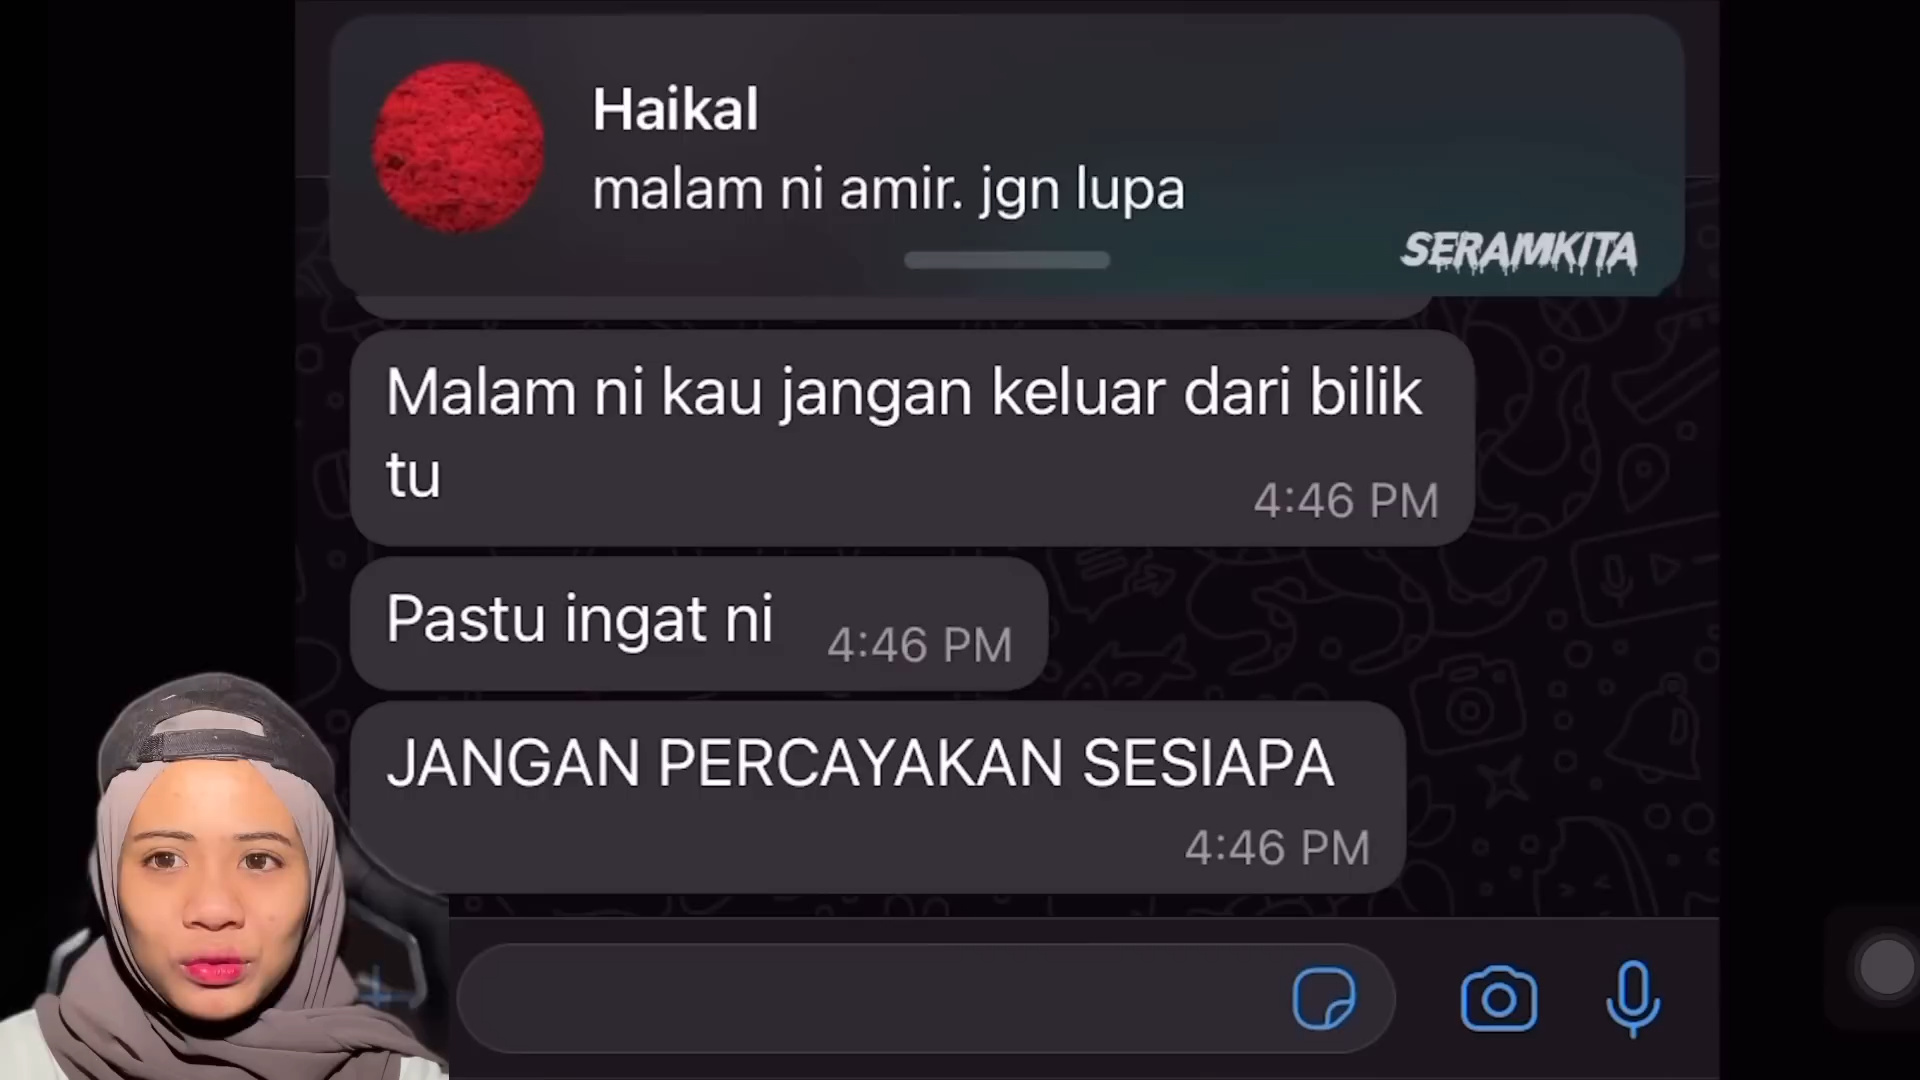 Haikal
malam ni amir. jgn lupa
SERAMKITA
Malam ni kau jangan keluar dari bilik
tu
4:46 PM
Pastu ingat ni
4:46 PM
JANGAN PERCAYAKAN SESIAPA
4:46 PM